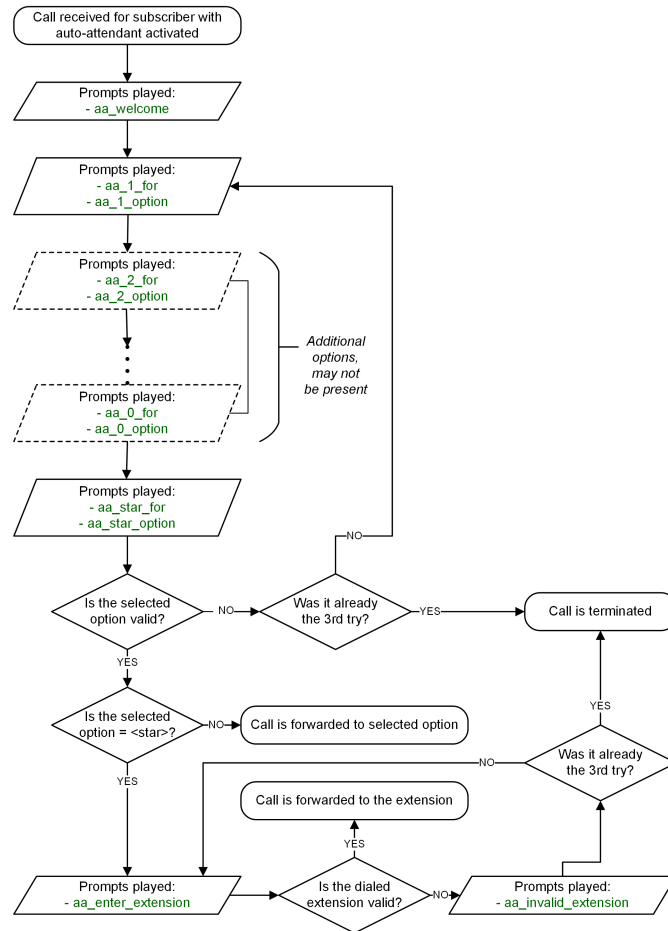 Call received for subscriber with
auto-attendant activated
Prompts played:
- aa_welcome
Prompts played:
- aa_1_for
- aa_1_option
Prompts played:
- aa_2_for
- aa_2_option
Additional
options,
may not
be present
Prompts played:
- aa_0_for
- aa_0_option
Prompts played:
- aa_star_for
- aa_star_option
NO
Is the selected
option valid?
NO
Was it already
the 3rd try?
YES
Call is terminated
YES
Is the selected
option = <star>?
NO
Call is forwarded to selected option
YES
Was it already
the 3rd try?
NO
YES
Call is forwarded to the extension
YES
Prompts played:
- aa_enter_extension
Is the dialed
extension valid?
NO
Prompts played:
- aa_invalid_extension